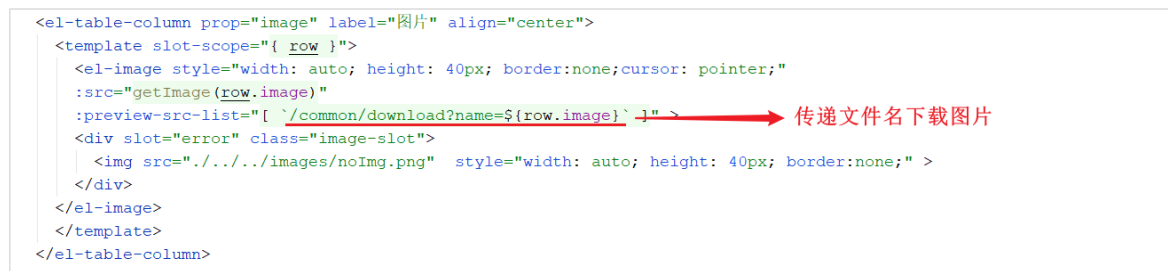 <el-table-column prop="image" label="图片" align="center">
<template slot-scope="{ row }">
<el-image style="width: auto; height: 40px; border:none;cursor: pointer;"
:src="getImage(row.image)"
:preview-src-list="[ `/common/download?name=${row.image}` ]" > 传递文件名下载图片
<div slot="error" class="image-slot">
<img src="./../../images/noImg.png"  style="width: auto; height: 40px; border:none;" >
</div>
</el-image>
</template>
</el-table-column>